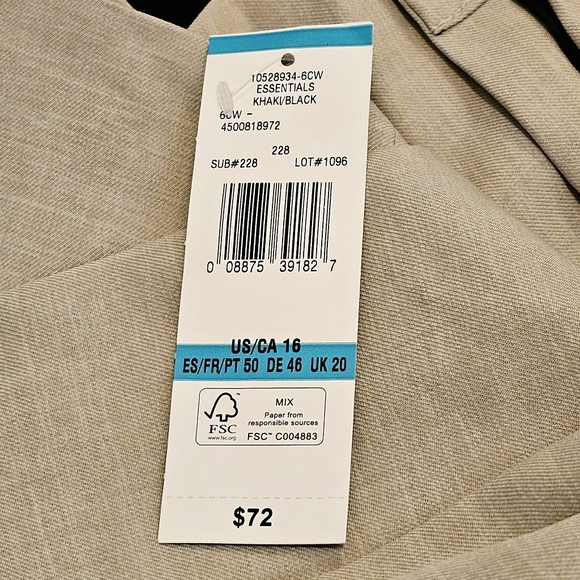 10528934-6CW
ESSENTIALS
KHAKI/BLACK
6CW -
4500818972
228
SUB#228 LOT#1096
0 08875 39182 7
US/CA 16
ES/FR/PT 50 DE 46 UK 20
FSC
www.fsc.org
MIX
Paper from
responsible sources
FSC™ C004883
$72